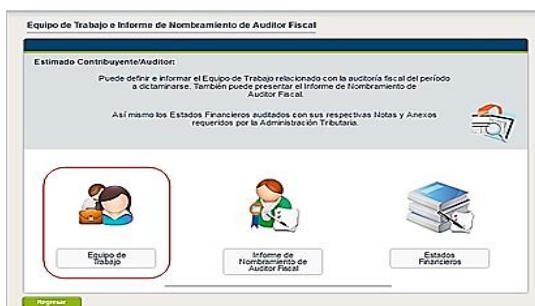 Equipo de Trabajo e Informe de Nombramiento de Auditor Fiscal
Estimado Contribuyente/Auditor:
Puede definir e informar el Equipo de Trabajo relacionado con la auditoría fiscal del período
a dictaminarse. También puede presentar el Informe de Nombramiento de
Auditor Fiscal.
Así mismo los Estados Financieros auditados con sus respectivas Notas y Anexos
requeridos por la Administración Tributaria.
Equipo de
Trabajo
Informe de
Nombramiento de
Auditor Fiscal
Estados
Financieros
Regresar